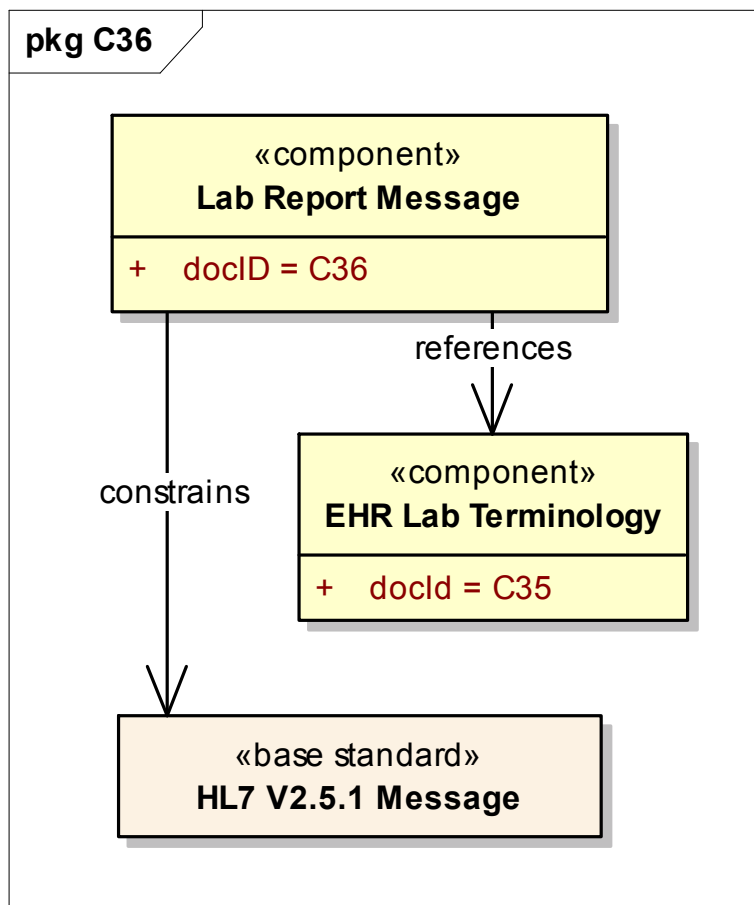 pkg C36
«component»
Lab Report Message
+ docID = C36
references
«component»
EHR Lab Terminology
+ docId = C35
constrains
«base standard»
HL7 V2.5.1 Message